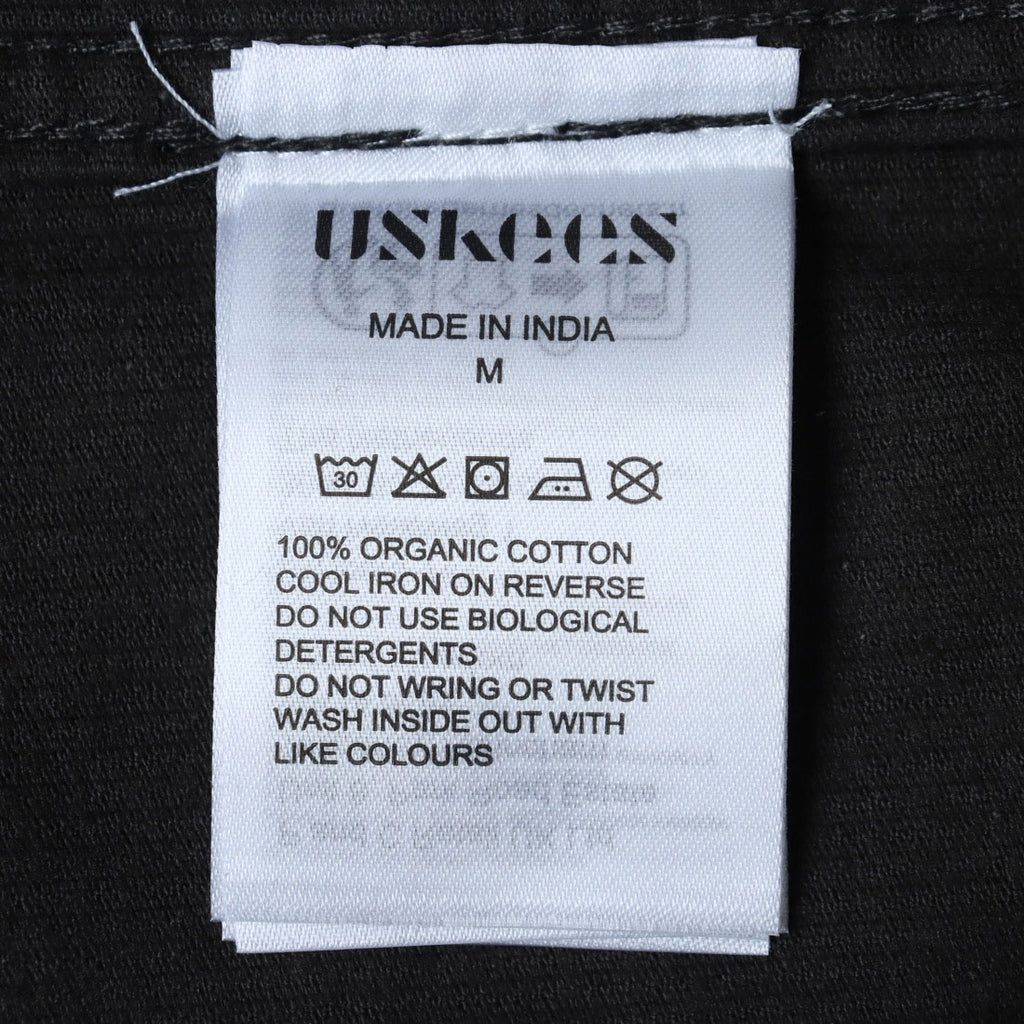 USKEES
MADE IN INDIA
M
30
100% ORGANIC COTTON
COOL IRON ON REVERSE
DO NOT USE BIOLOGICAL
DETERGENTS
DO NOT WRING OR TWIST
WASH INSIDE OUT WITH
LIKE COLOURS